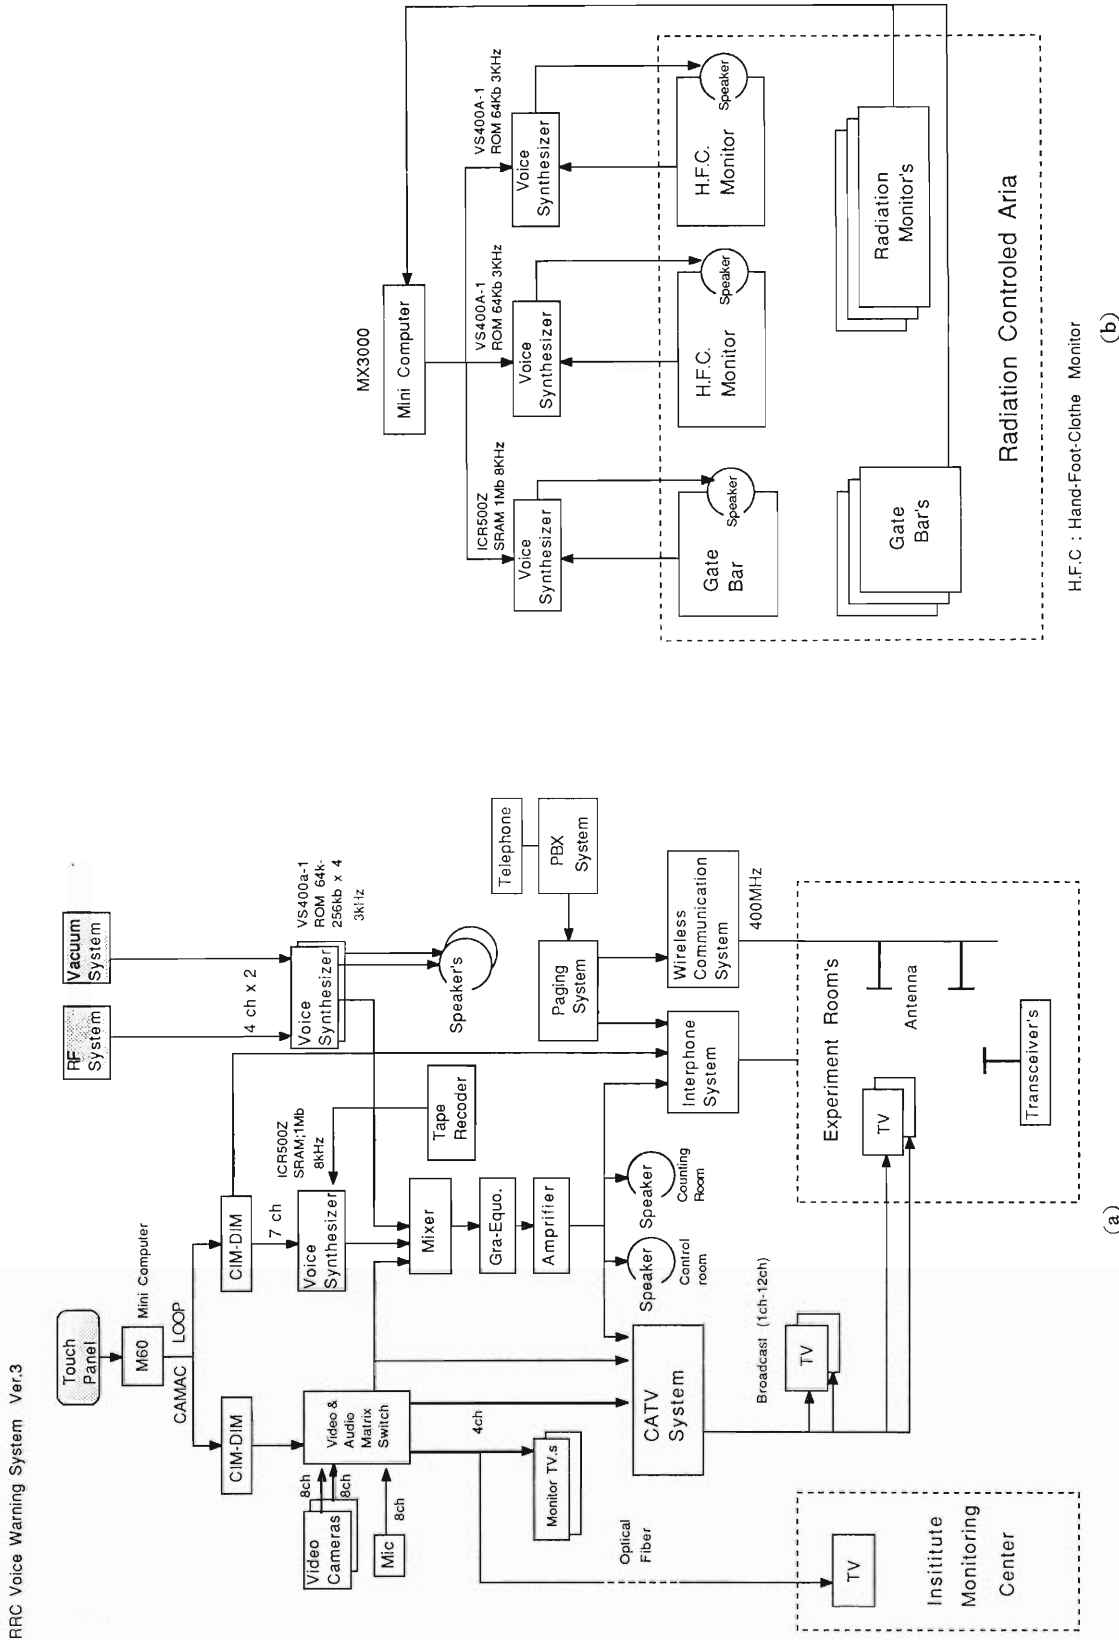 RRC Voice Warning System Ver.3
Touch
Panel
M60
Mini Computer
CAMAC LOOP
CIM-DIM
CIM-DIM
7 ch
RF
System
Vacuum
System
4 ch x 2
Video
Cameras
8ch
8ch
Mic
8ch
Video &
Audio
Matrix
Switch
Voice
Synthesizer
ICR500Z
SRAM;1Mb
8kHz
Voice
Synthesizer
VS400a-1
ROM 64k-
256kb x 4
3kHz
Tape
Recoder
Speaker's
Mixer
Gra-Equo.
Amprifier
4ch
Monitor TV.s
Speaker
Control
room
Speaker
Counting
Room
Telephone
PBX
System
Paging
System
CATV
System
Interphone
System
Wireless
Communication
System
400MHz
Optical
Fiber
Broadcast (1ch-12ch)
TV
TV
Insititute
Monitoring
Center
TV
Experiment Room's
Antenna
Transceiver's
(a)
MX3000
Mini Computer
ICR500Z
SRAM 1Mb 8KHz
VS400A-1
ROM 64Kb 3KHz
VS400A-1
ROM 64Kb 3KHz
Voice
Synthesizer
Voice
Synthesizer
Voice
Synthesizer
Gate
Bar
Speaker
H.F.C.
Monitor
Speaker
H.F.C.
Monitor
Speaker
Gate
Bar's
Radiation
Monitor's
Radiation Controled Aria
H.F.C : Hand-Foot-Clothe Monitor
(b)